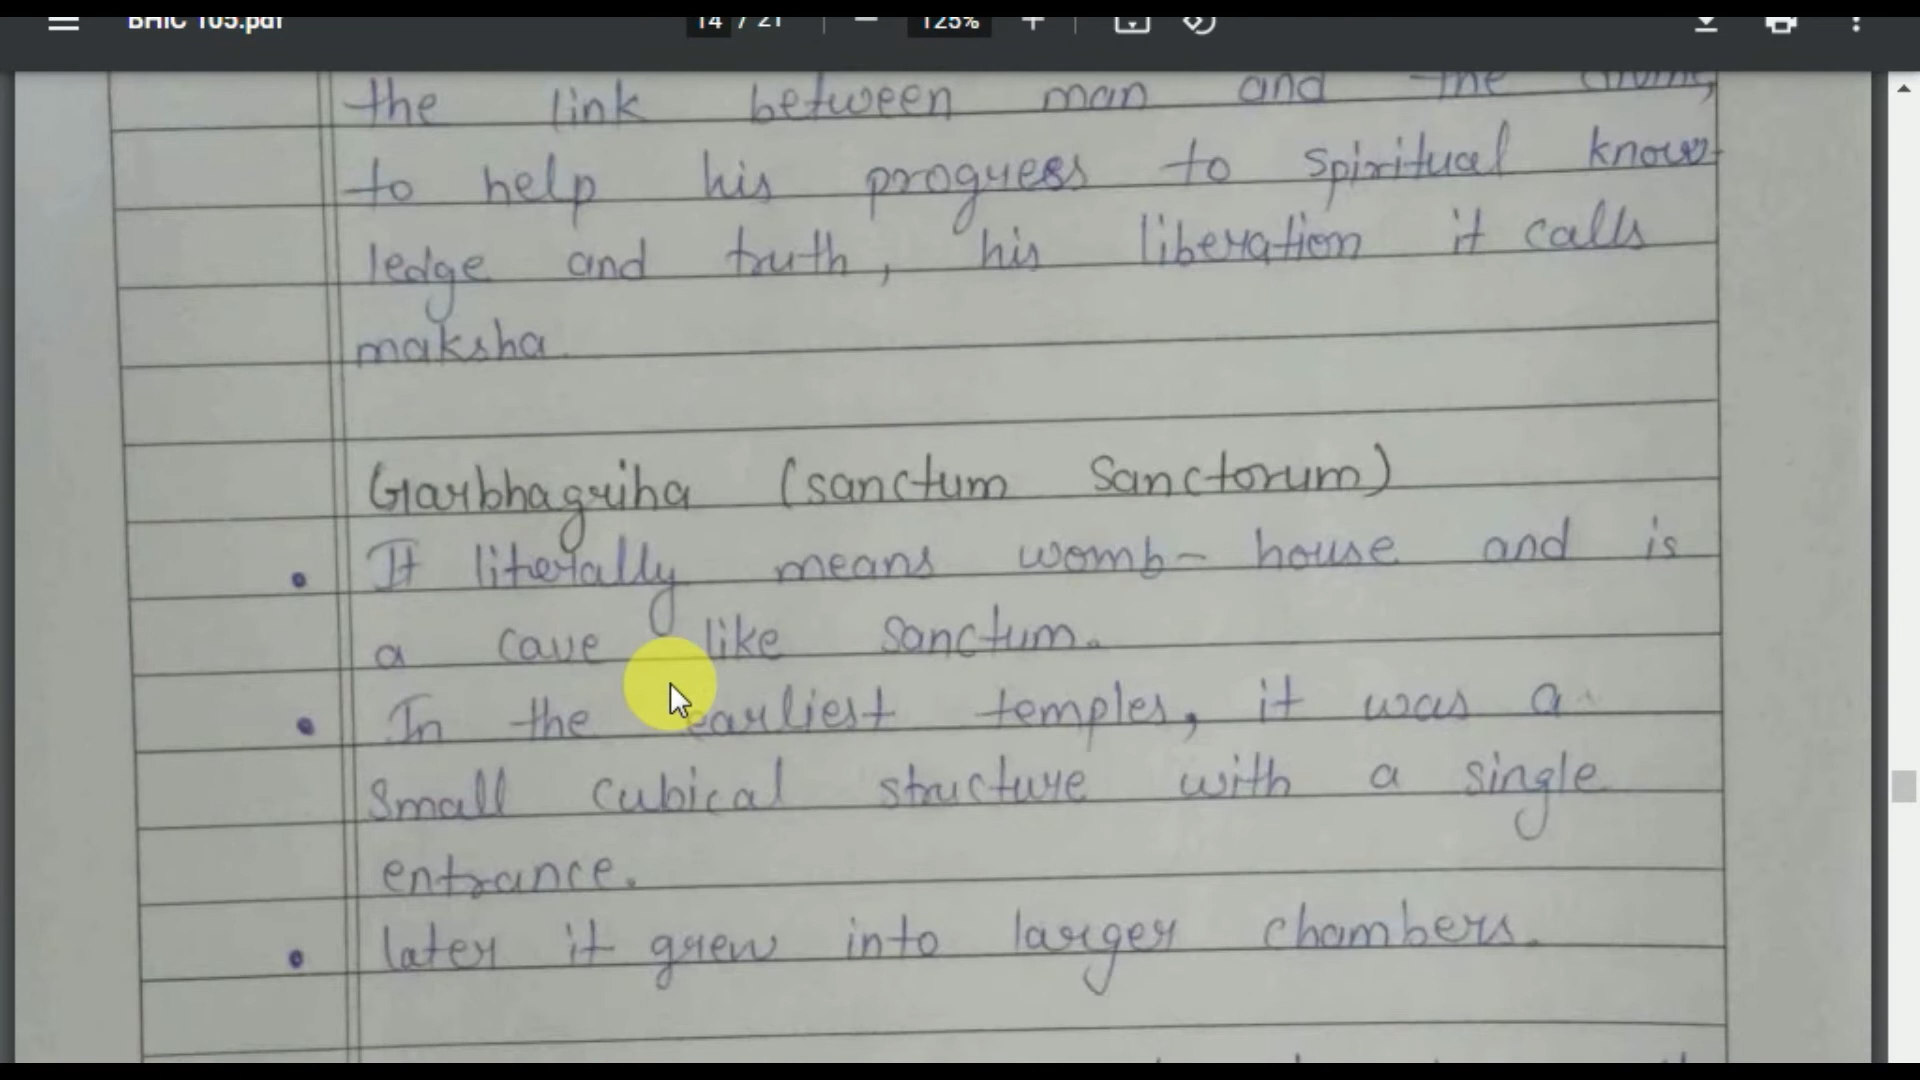 BHIC 105.pdf 14 / 21 125%
the link between man and the divine,
to help his progress to spiritual know-
ledge and truth, his liberation it calls
maksha.
Garbhagriha (sanctum Sanctorum)
• It literally means womb- house and is
a cave like sanctum.
• In the earliest temples, it was a
small cubical structure with a single
entrance.
• later it grew into larger chambers.